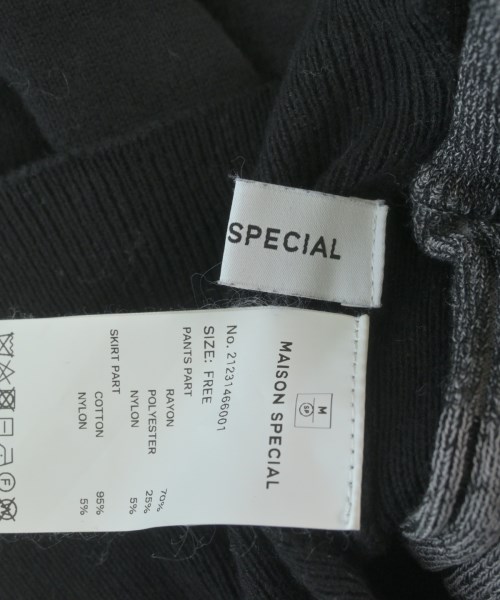 SPECIAL
M
SP
MAISON SPECIAL
No. 21231466001
SIZE: FREE
PANTS PART
RAYON 70%
POLYESTER 25%
NYLON 5%
SKIRT PART
COTTON 95%
NYLON 5%